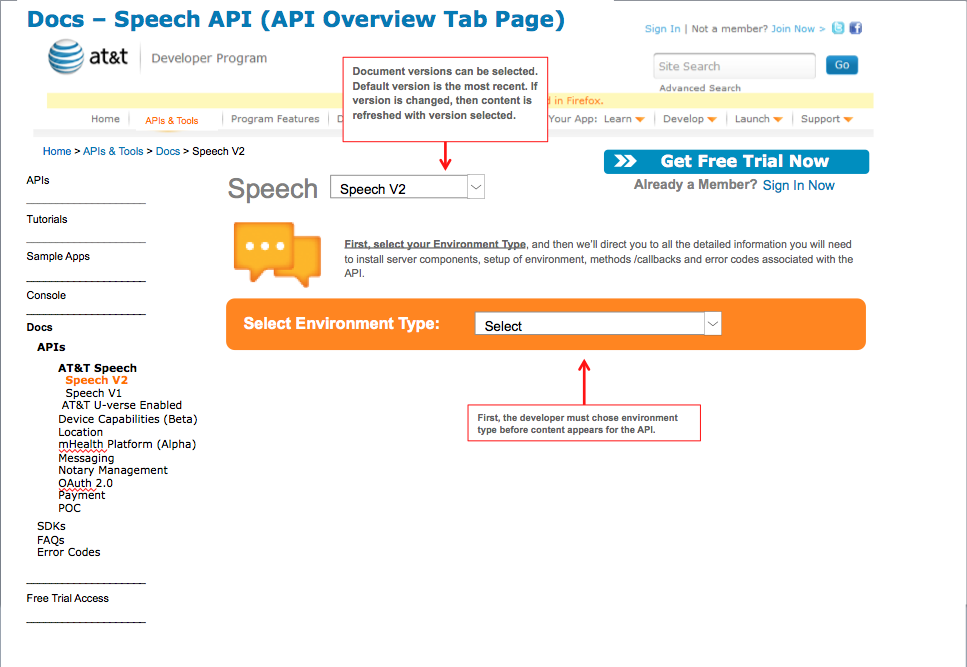 Docs – Speech API (API Overview Tab Page)
Sign In | Not a member? Join Now >
at&t Developer Program
Site Search Go
Advanced Search
Document versions can be selected.
Default version is the most recent. If
version is changed, then content is
refreshed with version selected.
d in Firefox.
Home APIs & Tools Program Features D Your App: Learn Develop Launch Support
Home > APIs & Tools > Docs > Speech V2
Get Free Trial Now
Already a Member? Sign In Now
Speech Speech V2
First, select your Environment Type, and then we'll direct you to all the detailed information you will need
to install server components, setup of environment, methods /callbacks and error codes associated with the
API.
Select Environment Type: Select
First, the developer must chose environment
type before content appears for the API.
APIs
Tutorials
Sample Apps
Console
Docs
APIs
AT&T Speech
Speech V2
Speech V1
AT&T U-verse Enabled
Device Capabilities (Beta)
Location
mHealth Platform (Alpha)
Messaging
Notary Management
OAuth 2.0
Payment
POC
SDKs
FAQs
Error Codes
Free Trial Access